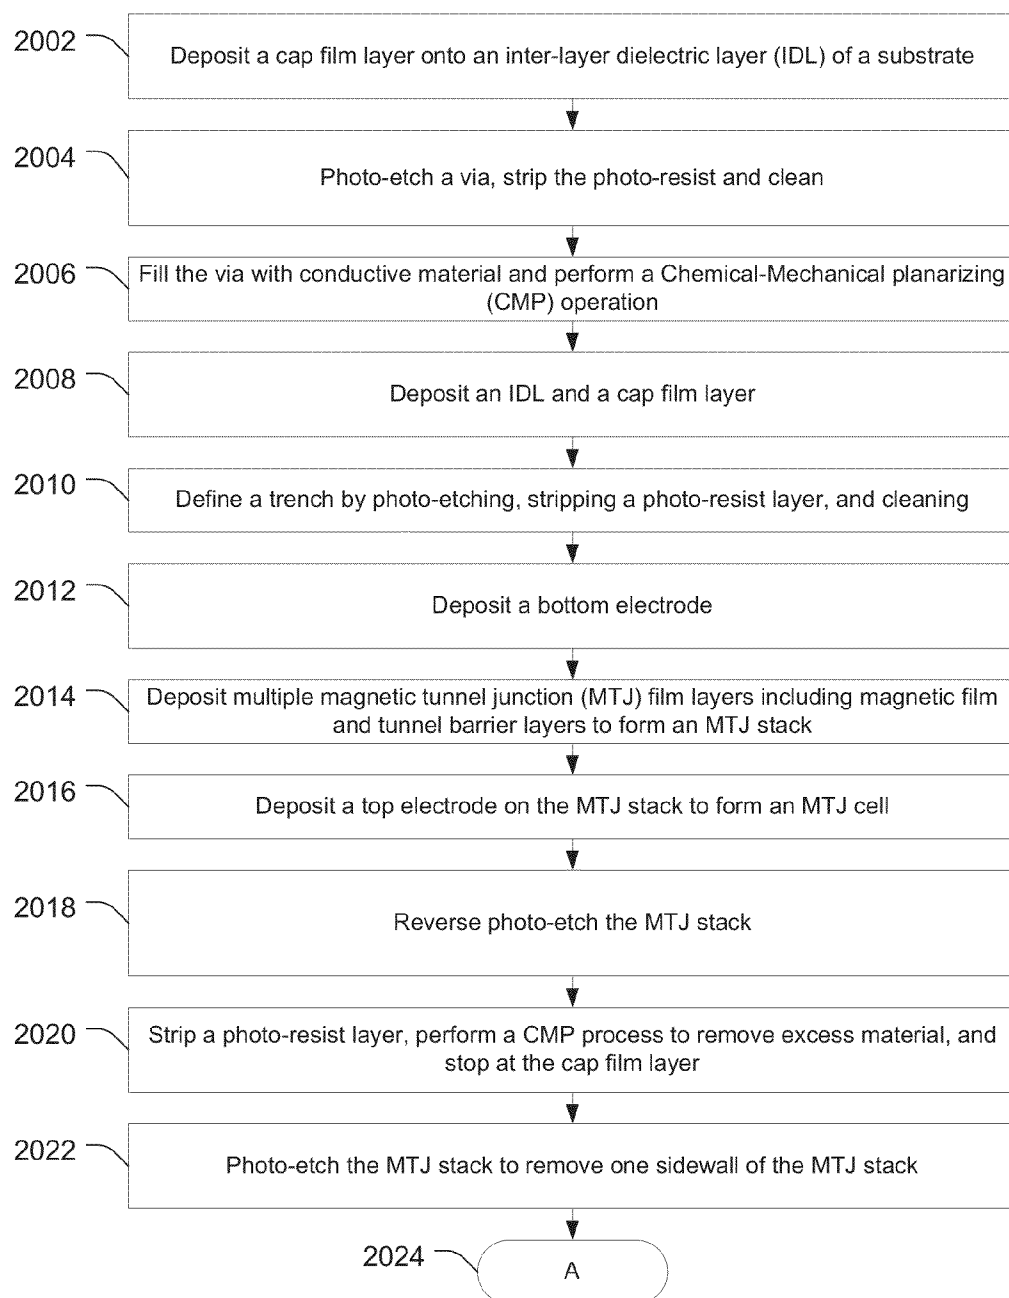 2002
Deposit a cap film layer onto an inter-layer dielectric layer (IDL) of a substrate
2004
Photo-etch a via, strip the photo-resist and clean
2006
Fill the via with conductive material and perform a Chemical-Mechanical planarizing
(CMP) operation
2008
Deposit an IDL and a cap film layer
2010
Define a trench by photo-etching, stripping a photo-resist layer, and cleaning
2012
Deposit a bottom electrode
2014
Deposit multiple magnetic tunnel junction (MTJ) film layers including magnetic film
and tunnel barrier layers to form an MTJ stack
2016
Deposit a top electrode on the MTJ stack to form an MTJ cell
2018
Reverse photo-etch the MTJ stack
2020
Strip a photo-resist layer, perform a CMP process to remove excess material, and
stop at the cap film layer
2022
Photo-etch the MTJ stack to remove one sidewall of the MTJ stack
2024
A